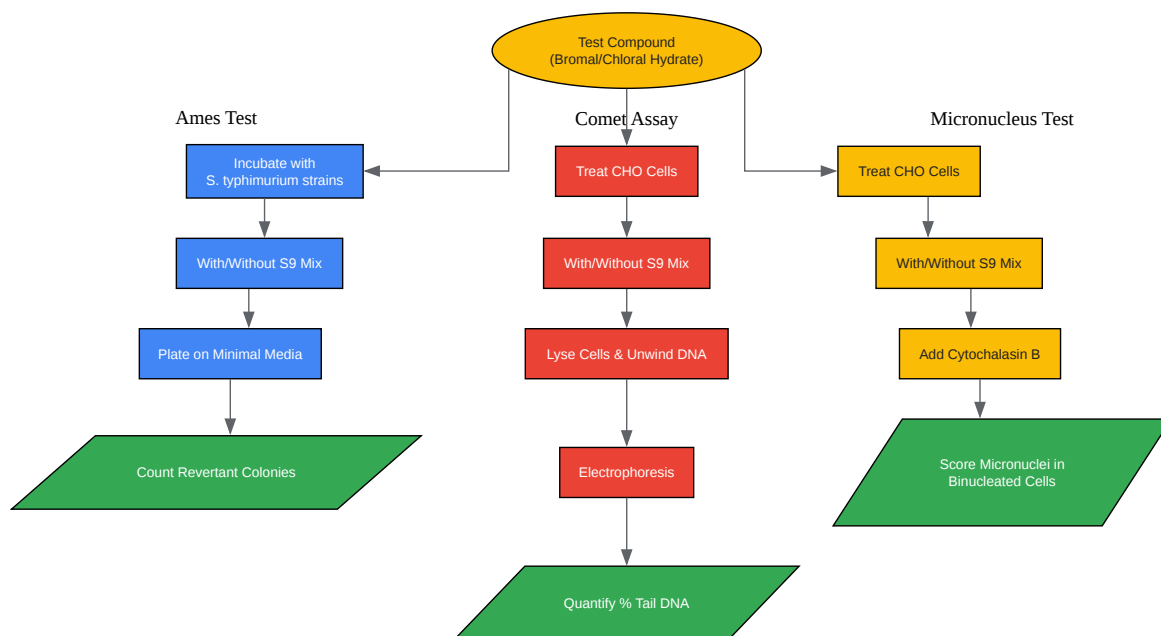 Test Compound
(Bromal/Chloral Hydrate)
Ames Test
Comet Assay
Micronucleus Test
Incubate with
S. typhimurium strains
Treat CHO Cells
Treat CHO Cells
With/Without S9 Mix
With/Without S9 Mix
With/Without S9 Mix
Plate on Minimal Media
Lyse Cells & Unwind DNA
Add Cytochalasin B
Count Revertant Colonies
Electrophoresis
Score Micronuclei in
Binucleated Cells
Quantify % Tail DNA